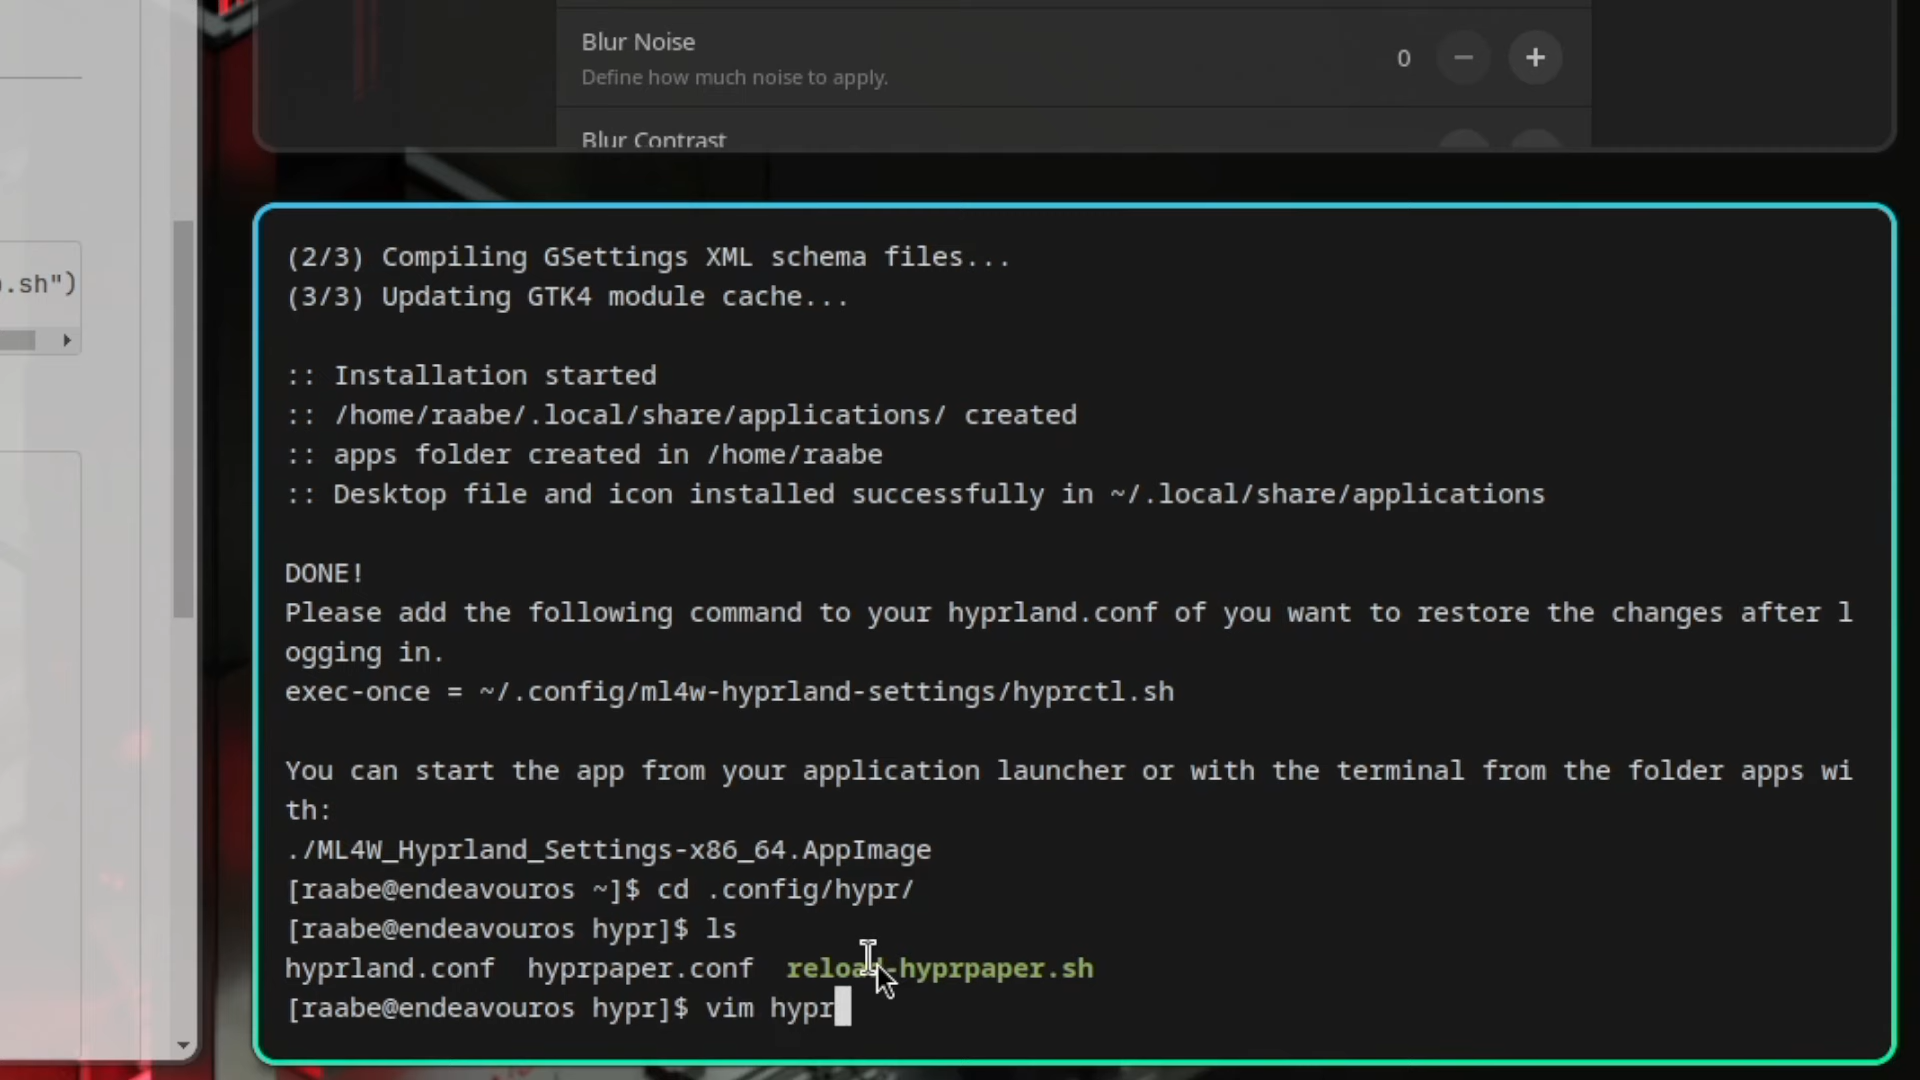 Blur Noise
Define how much noise to apply.
0 − +
Blur Contrast
.sh")
(2/3) Compiling GSettings XML schema files...
(3/3) Updating GTK4 module cache...
:: Installation started
:: /home/raabe/.local/share/applications/ created
:: apps folder created in /home/raabe
:: Desktop file and icon installed successfully in ~/.local/share/applications
DONE!
Please add the following command to your hyprland.conf of you want to restore the changes after l
ogging in.
exec-once = ~/.config/ml4w-hyprland-settings/hyprctl.sh
You can start the app from your application launcher or with the terminal from the folder apps wi
th:
./ML4W_Hyprland_Settings-x86_64.AppImage
[raabe@endeavouros ~]$ cd .config/hypr/
[raabe@endeavouros hypr]$ ls
hyprland.conf  hyprpaper.conf  reload-hyprpaper.sh
[raabe@endeavouros hypr]$ vim hypr